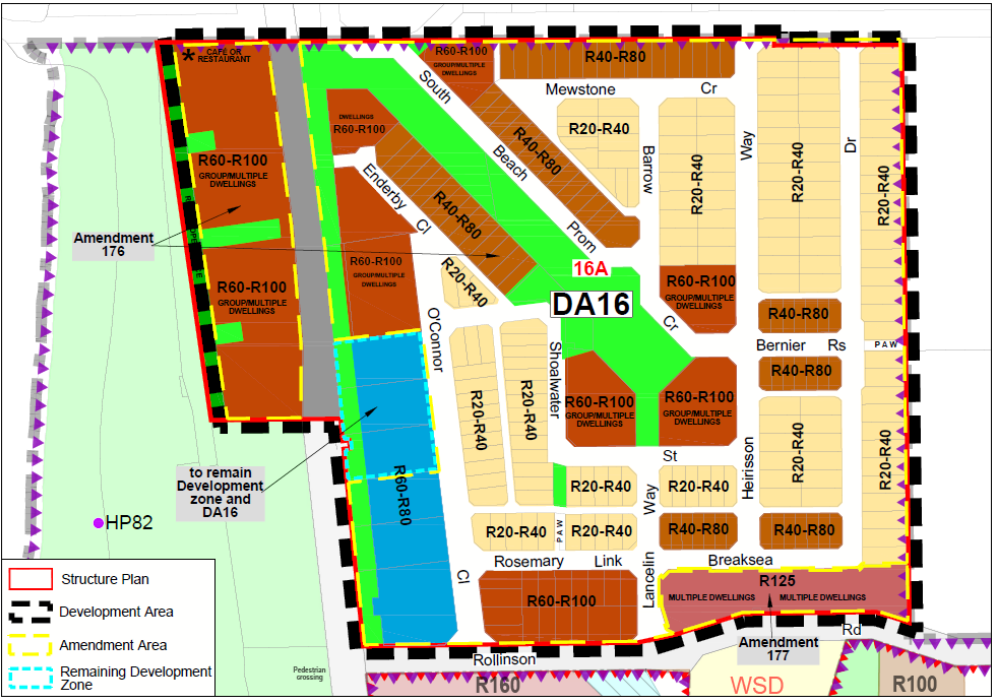 *
CAFÉ OR
RESTAURANT
R60-R100
GROUP/MULTIPLE
DWELLINGS
R40-R80
South
Mewstone
Cr
DWELLINGS
R60-R100
R20-R40
R40-R80
Beach
Barrow
Way
Dr
R60-R100
GROUP/MULTIPLE
DWELLINGS
Enderby
Cl
R40-R80
R20-R40
R20-R40
R20-R40
Prom
Amendment
176
R60-R100
GROUP/MULTIPLE
DWELLINGS
R20-R40
16A
DA16
R60-R100
GROUP/MULTIPLE
DWELLINGS
R60-R100
GROUP/MULTIPLE
DWELLINGS
O'Connor
Cr
R40-R80
Bernier
Rs
PAW
Shoalwater
R40-R80
R20-R40
R20-R40
R60-R100
GROUP/MULTIPLE
DWELLINGS
R60-R100
GROUP/MULTIPLE
DWELLINGS
R20-R40
R20-R40
to remain
Development
zone and
DA16
R60-R80
St
Heirisson
R20-R40
Way
R20-R40
HP82
R20-R40
PAW
R20-R40
R40-R80
R40-R80
Rosemary
Link
Breaksea
Cl
R60-R100
Lancelin
R125
MULTIPLE DWELLINGS
MULTIPLE DWELLINGS
Structure Plan
Development Area
Amendment Area
Remaining Development
Zone
Amendment
177
Rd
Rollinson
Pedestrian
crossing
R160
WSD
R100